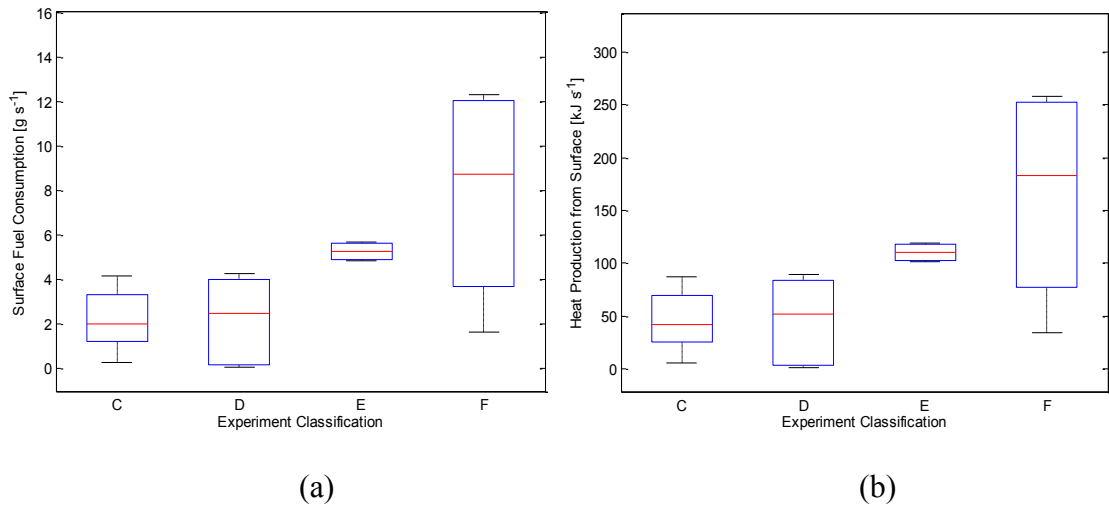 16
14
12
10
8
6
4
2
0
Surface Fuel Consumption [g s⁻¹]
C D E F
Experiment Classification
(a)
300
250
200
150
100
50
0
Heat Production from Surface [kJ s⁻¹]
C D E F
Experiment Classification
(b)